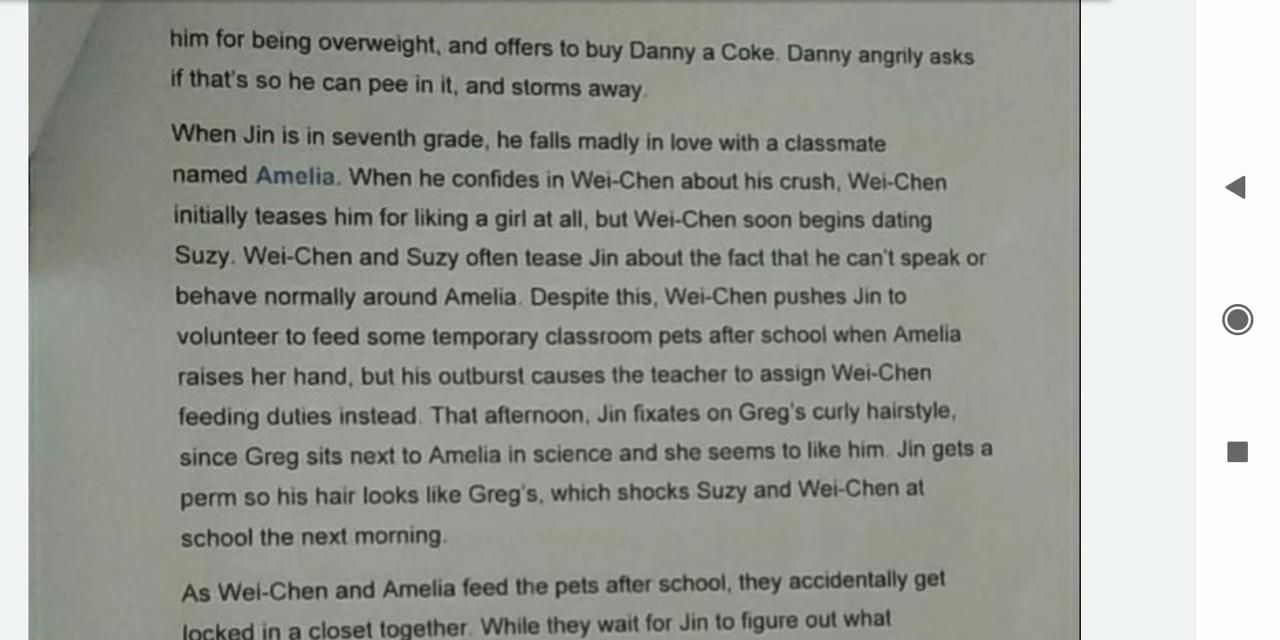 him for being overweight, and offers to buy Danny a Coke. Danny angrily asks
if that's so he can pee in it, and storms away.
When Jin is in seventh grade, he falls madly in love with a classmate
named Amelia. When he confides in Wei-Chen about his crush, Wei-Chen
initially teases him for liking a girl at all, but Wei-Chen soon begins dating
Suzy. Wei-Chen and Suzy often tease Jin about the fact that he can't speak or
behave normally around Amelia. Despite this, Wei-Chen pushes Jin to
volunteer to feed some temporary classroom pets after school when Amelia
raises her hand, but his outburst causes the teacher to assign Wei-Chen
feeding duties instead. That afternoon, Jin fixates on Greg's curly hairstyle,
since Greg sits next to Amelia in science and she seems to like him. Jin gets a
perm so his hair looks like Greg's, which shocks Suzy and Wei-Chen at
school the next morning.
As Wei-Chen and Amelia feed the pets after school, they accidentally get
locked in a closet together. While they wait for Jin to figure out what